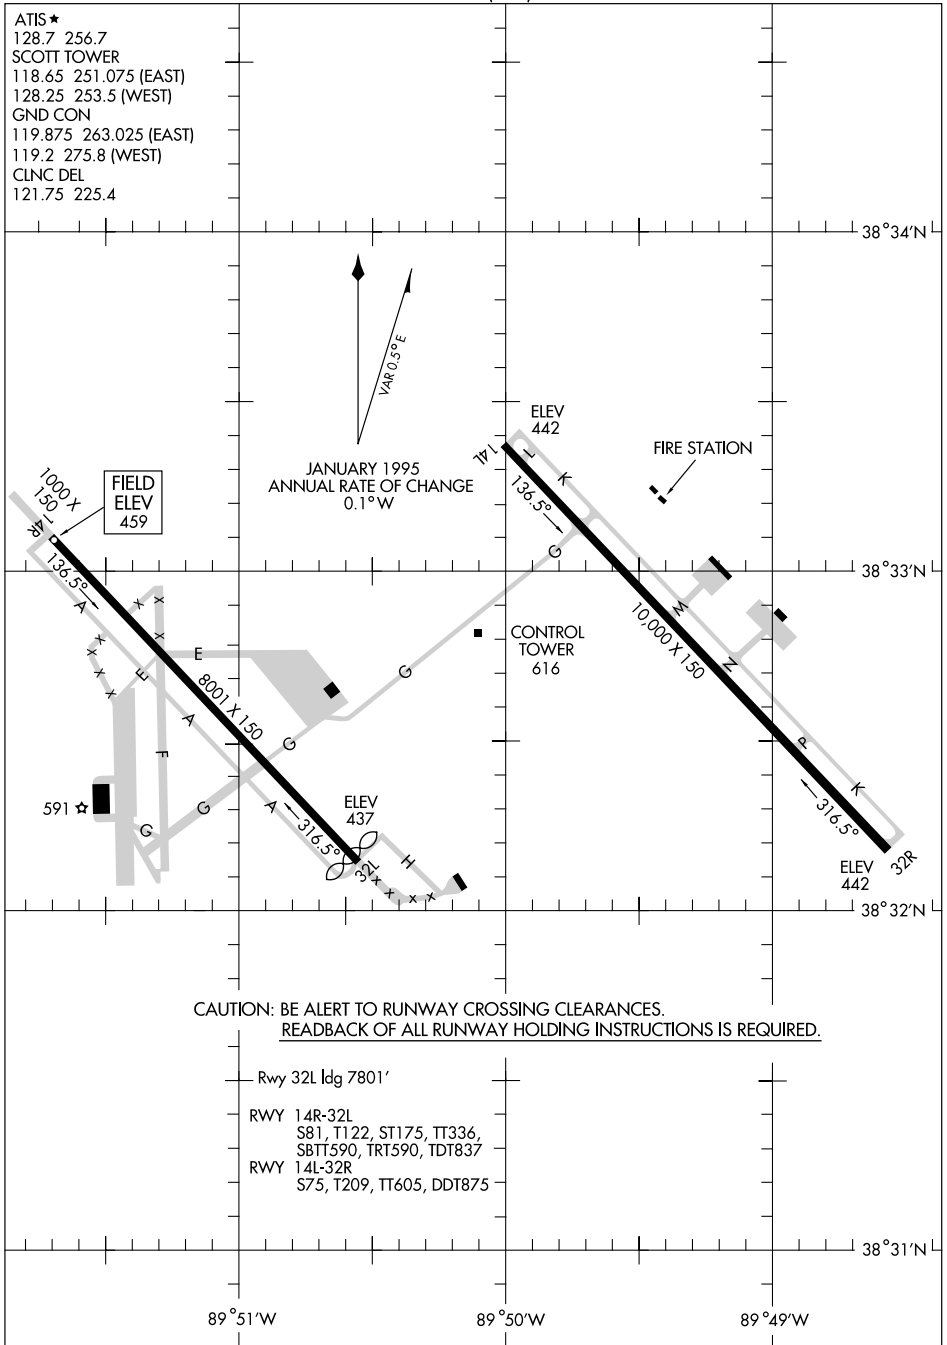 ATIS ★
128.7 256.7
SCOTT TOWER
118.65 251.075 (EAST)
128.25 253.5 (WEST)
GND CON
119.875 263.025 (EAST)
119.2 275.8 (WEST)
CLNC DEL
121.75 225.4
38°34'N
VAR 0.5° E
JANUARY 1995
ANNUAL RATE OF CHANGE
0.1° W
ELEV
442
14L
136.5°
L
K
FIRE STATION
1000 X
150
14R
FIELD
ELEV
459
136.5°
A
X
X
X
X
X
X
X
E
E
A
F
8001 X 150
G
G
G
G
G
38°33'N
M
10,000 X 150
N
CONTROL
TOWER
616
P
K
316.5°
32R
ELEV
442
591
A
316.5°
ELEV
437
32L
H
X
X
X
X
38°32'N
CAUTION: BE ALERT TO RUNWAY CROSSING CLEARANCES.
READBACK OF ALL RUNWAY HOLDING INSTRUCTIONS IS REQUIRED.
Rwy 32L ldg 7801'
RWY 14R-32L
S81, T122, ST175, TT336,
SBTT590, TRT590, TDT837
RWY 14L-32R
S75, T209, TT605, DDT875
38°31'N
89°51'W
89°50'W
89°49'W